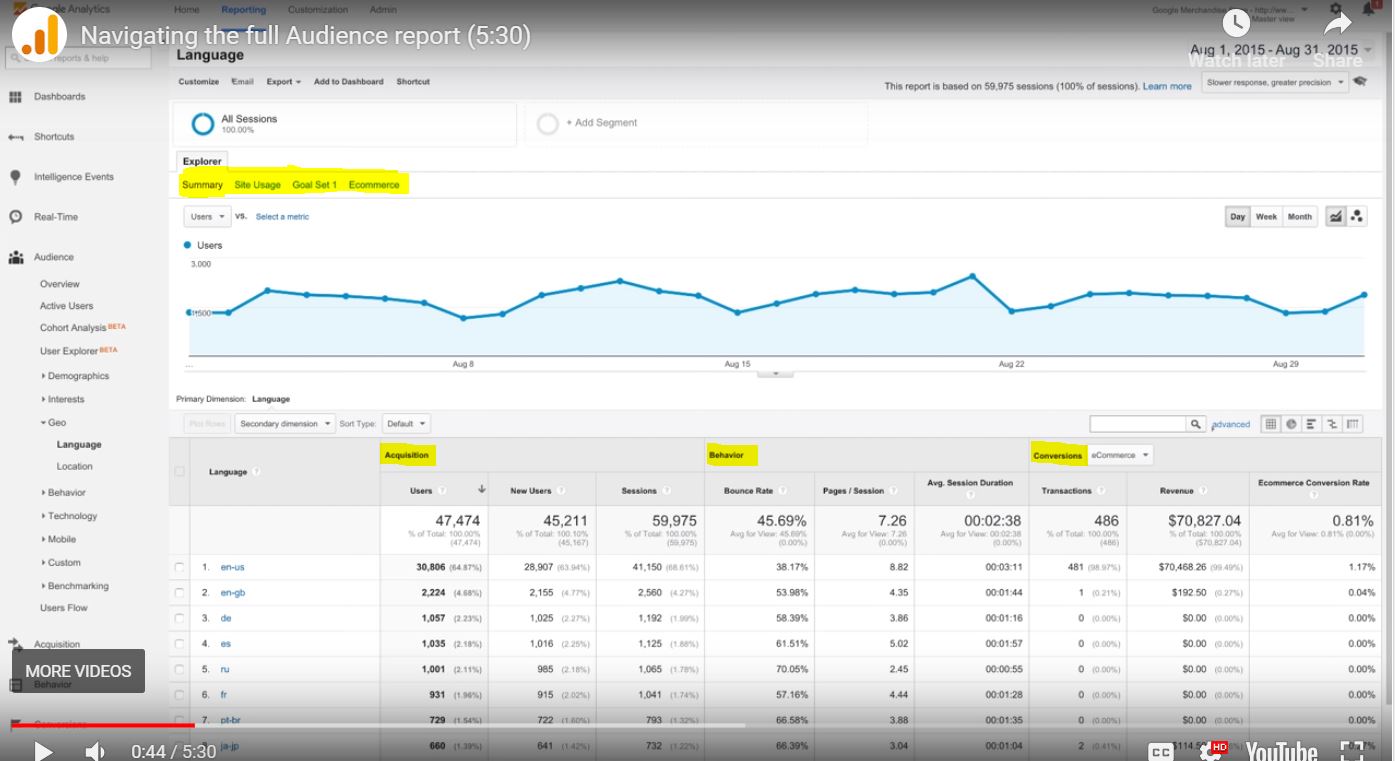 Google Analytics Home Reporting Customization Admin
Google Merchandise - http://ww...
Master view
1
Navigating the full Audience report (5:30)
Watch later
Share
reports & help
Language
Aug 1, 2015 - Aug 31, 2015
Customize Email Export Add to Dashboard Shortcut
This report is based on 59,975 sessions (100% of sessions). Learn more
Slower response, greater precision
Dashboards
Shortcuts
Intelligence Events
Real-Time
Audience
Overview
Active Users
Cohort Analysis BETA
User Explorer BETA
Demographics
Interests
Geo
Language
Location
Behavior
Technology
Mobile
Custom
Benchmarking
Users Flow
Acquisition
Behavior
Conversions
MORE VIDEOS
All Sessions
100.00%
+ Add Segment
Explorer
Summary Site Usage Goal Set 1 Ecommerce
Users VS. Select a metric
Day Week Month
Users
3,000
1,500
... Aug 8 Aug 15 Aug 22 Aug 29
Primary Dimension: Language
Plot Rows Secondary dimension Sort Type: Default
advanced
Acquisition Behavior Conversions eCommerce
Language ? Users ? New Users ? Sessions ? Bounce Rate ? Pages / Session ? Avg. Session Duration ? Transactions ? Revenue ? Ecommerce Conversion Rate ?
47,474 45,211 59,975 45.69% 7.26 00:02:38 486 $70,827.04 0.81%
% of Total: 100.00% % of Total: 100.10% % of Total: 100.00% Avg for View: 45.69% Avg for View: 7.26 Avg for View: 00:02:38 % of Total: 100.00% % of Total: 100.00% Avg for View: 0.81% (0.00%)
(47,474) (45,167) (59,975) (0.00%) (0.00%) (0.00%) (486) ($70,827.04)
1. en-us 30,806 (64.87%) 28,907 (63.94%) 41,150 (68.61%) 38.17% 8.82 00:03:11 481 (98.97%) $70,468.26 (99.49%) 1.17%
2. en-gb 2,224 (4.68%) 2,155 (4.77%) 2,560 (4.27%) 53.98% 4.35 00:01:44 1 (0.21%) $192.50 (0.27%) 0.04%
3. de 1,057 (2.23%) 1,025 (2.27%) 1,192 (1.99%) 58.39% 3.86 00:01:16 0 (0.00%) $0.00 (0.00%) 0.00%
4. es 1,035 (2.18%) 1,016 (2.25%) 1,125 (1.88%) 61.51% 5.02 00:01:57 0 (0.00%) $0.00 (0.00%) 0.00%
5. ru 1,001 (2.11%) 985 (2.18%) 1,065 (1.78%) 70.05% 2.45 00:00:55 0 (0.00%) $0.00 (0.00%) 0.00%
6. fr 931 (1.96%) 915 (2.02%) 1,041 (1.74%) 57.16% 4.44 00:01:28 0 (0.00%) $0.00 (0.00%) 0.00%
7. pt-br 729 (1.54%) 722 (1.60%) 793 (1.32%) 66.58% 3.88 00:01:35 0 (0.00%) $0.00 (0.00%) 0.00%
ja-jp 660 (1.39%) 641 (1.42%) 732 (1.22%) 66.39% 3.04 00:01:04 2 (0.41%)
0:44 / 5:30
CC HD YouTube